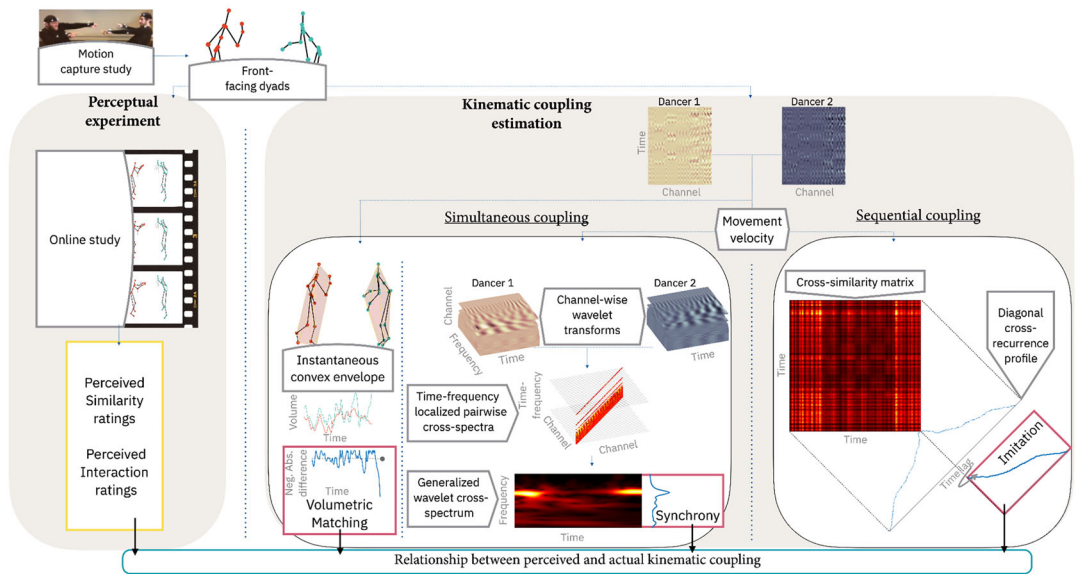 Motion
capture study
Front-
facing dyads
Perceptual
experiment
Online study
Perceived
Similarity
ratings
Perceived
Interaction
ratings
Kinematic coupling
estimation
Dancer 1
Dancer 2
Time
Channel
Channel
Movement
velocity
Simultaneous coupling
Sequential coupling
Instantaneous
convex envelope
Volume
Time
Neg. Abs.
difference
Time
Volumetric
Matching
Dancer 1
Channel
Frequency
Time
Channel-wise
wavelet
transforms
Dancer 2
Time
Time-frequency
localized pairwise
cross-spectra
Time-
frequency
Channel
Channel
Generalized
wavelet cross-
spectrum
Frequency
Time
Synchrony
Cross-similarity matrix
Time
Time
Diagonal
cross-
recurrence
profile
Time lag
Imitation
Relationship between perceived and actual kinematic coupling